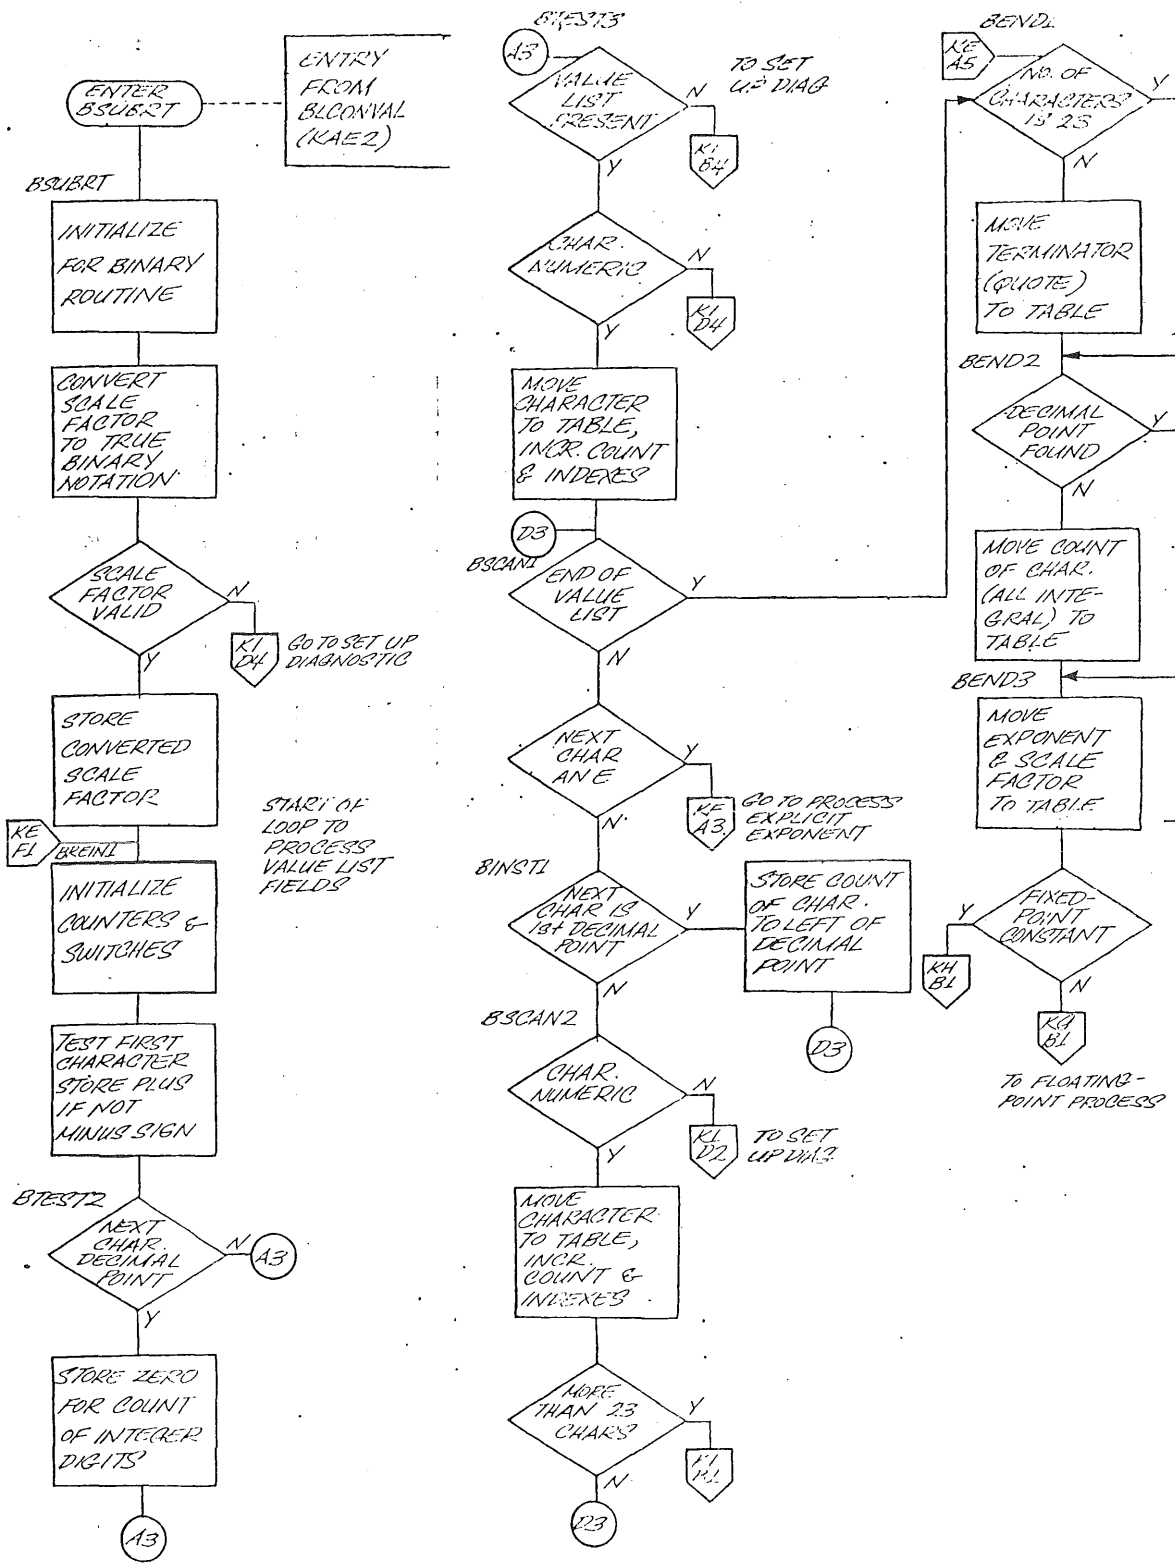 ENTER
BSUBRT
ENTRY
FROM
BLCONVAL
(KAE2)
BSUBRT
INITIALIZE
FOR BINARY
ROUTINE
CONVERT
SCALE
FACTOR
TO TRUE
BINARY
NOTATION
SCALE
FACTOR
VALID
N
K1
D4
GO TO SET UP
DIAGNOSTIC
Y
STORE
CONVERTED
SCALE
FACTOR
KE
F1
BKEIN1
START OF
LOOP TO
PROCESS
VALUE LIST
FIELDS
INITIALIZE
COUNTERS &
SWITCHES
TEST FIRST
CHARACTER
STORE PLUS
IF NOT
MINUS SIGN
BTEST2
NEXT
CHAR.
DECIMAL
POINT
N
A3
Y
STORE ZERO
FOR COUNT
OF INTEGER
DIGITS
A3
BTEST3
A3
VALUE
LIST
PRESENT
N
TO SET
UP DIAG
K1
B4
Y
CHAR.
NUMERIC
N
K1
D4
Y
MOVE
CHARACTER
TO TABLE,
INCR. COUNT
& INDEXES
D3
BSCAN1
END OF
VALUE
LIST
Y
N
NEXT
CHAR
AN E
Y
KF
A3
GO TO PROCESS
EXPLICIT
EXPONENT
N
BINST1
NEXT
CHAR IS
1st DECIMAL
POINT
Y
STORE COUNT
OF CHAR.
TO LEFT OF
DECIMAL
POINT
D3
N
BSCAN2
CHAR.
NUMERIC
N
K1
D2
TO SET
UP DIAG
Y
MOVE
CHARACTER
TO TABLE,
INCR.
COUNT &
INDEXES
MORE
THAN 23
CHARS
Y
N
D3
BEND1
KE
A5
NO. OF
CHARACTERS
IS 23
Y
N
MOVE
TERMINATOR
(QUOTE)
TO TABLE
BEND2
DECIMAL
POINT
FOUND
Y
N
MOVE COUNT
OF CHAR.
(ALL INTE-
GRAL) TO
TABLE
BEND3
MOVE
EXPONENT
& SCALE
FACTOR
TO TABLE
FIXED-
POINT
CONSTANT
Y
KH
B1
N
KG
B1
TO FLOATING-
POINT PROCESS